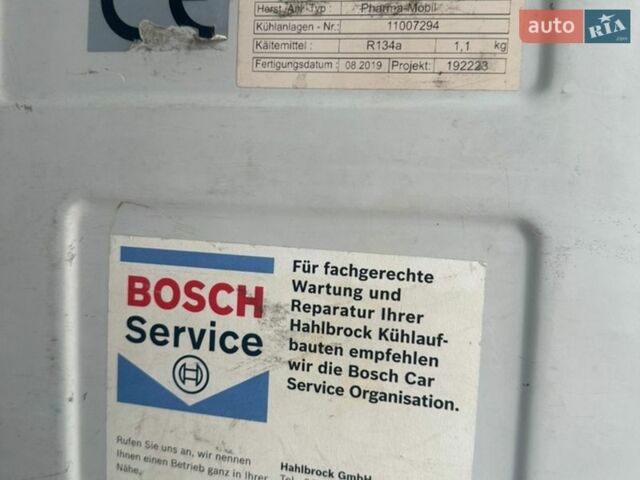 CE
Herst. Anl-Typ : Pharma-Mobil
Kühlanlagen - Nr.: 11007294
Kältemittel : R134a 1,1 kg
Fertigungsdatum : 08.2019 Projekt: 192223
auto RIA .com
BOSCH
Service
Für fachgerechte
Wartung und
Reparatur Ihrer
Hahlbrock Kühlauf-
bauten empfehlen
wir die Bosch Car
Service Organisation.
Rufen Sie uns an, wir nennen
Ihnen einen Betrieb ganz in Ihrer
Nähe.
Hahlbrock GmbH